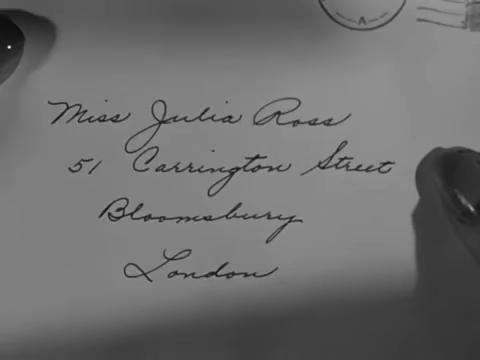 A
Miss Julia Ross
51 Carrington Street
Bloomsbury
London